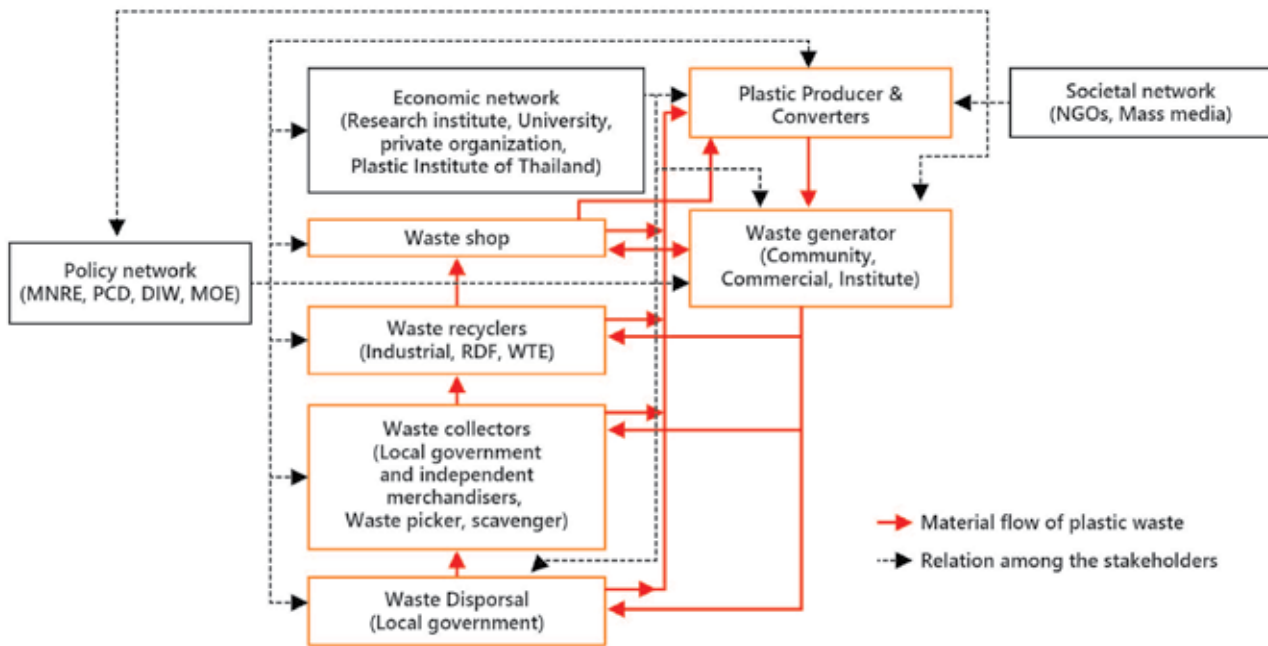 Economic network
(Research institute, University,
private organization,
Plastic Institute of Thailand)
Plastic Producer &
Converters
Societal network
(NGOs, Mass media)
Waste shop
Waste generator
(Community,
Commercial, Institute)
Policy network
(MNRE, PCD, DIW, MOE)
Waste recyclers
(Industrial, RDF, WTE)
Waste collectors
(Local government
and independent
merchandisers,
Waste picker, scavenger)
Waste Disporsal
(Local government)
Material flow of plastic waste
Relation among the stakeholders